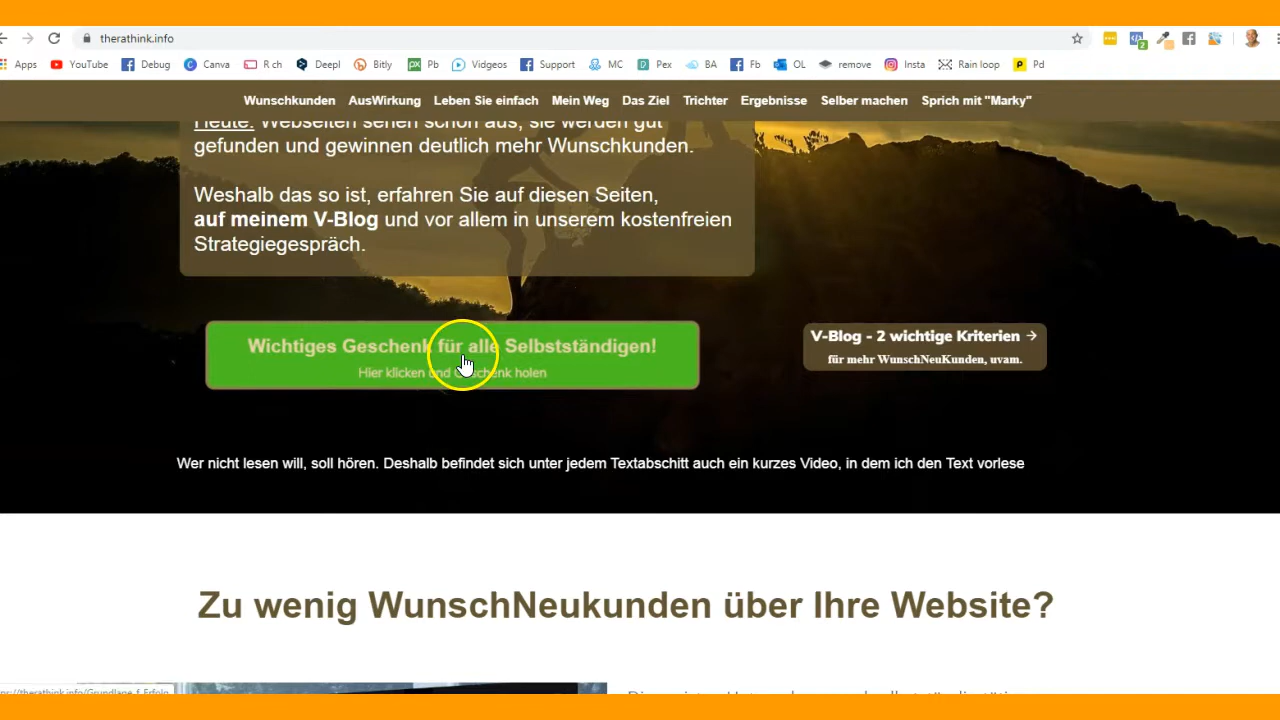 therathink.info
2
Apps YouTube Debug Canva R ch Deepl Bitly Pb Vidgeos Support MC Pex BA Fb OL remove Insta Rain loop Pd
Wunschkunden AusWirkung Leben Sie einfach Mein Weg Das Ziel Trichter Ergebnisse Selber machen Sprich mit "Marky"
Heute: Webseiten sehen schön aus, sie werden gut
gefunden und gewinnen deutlich mehr Wunschkunden.
Weshalb das so ist, erfahren Sie auf diesen Seiten,
auf meinem V-Blog und vor allem in unserem kostenfreien
Strategiegespräch.
Wichtiges Geschenk für alle Selbstständigen!
Hier klicken und Geschenk holen
V-Blog - 2 wichtige Kriterien →
für mehr WunschNeuKunden, uvam.
Wer nicht lesen will, soll hören. Deshalb befindet sich unter jedem Textabschitt auch ein kurzes Video, in dem ich den Text vorlese
Zu wenig WunschNeukunden über Ihre Website?